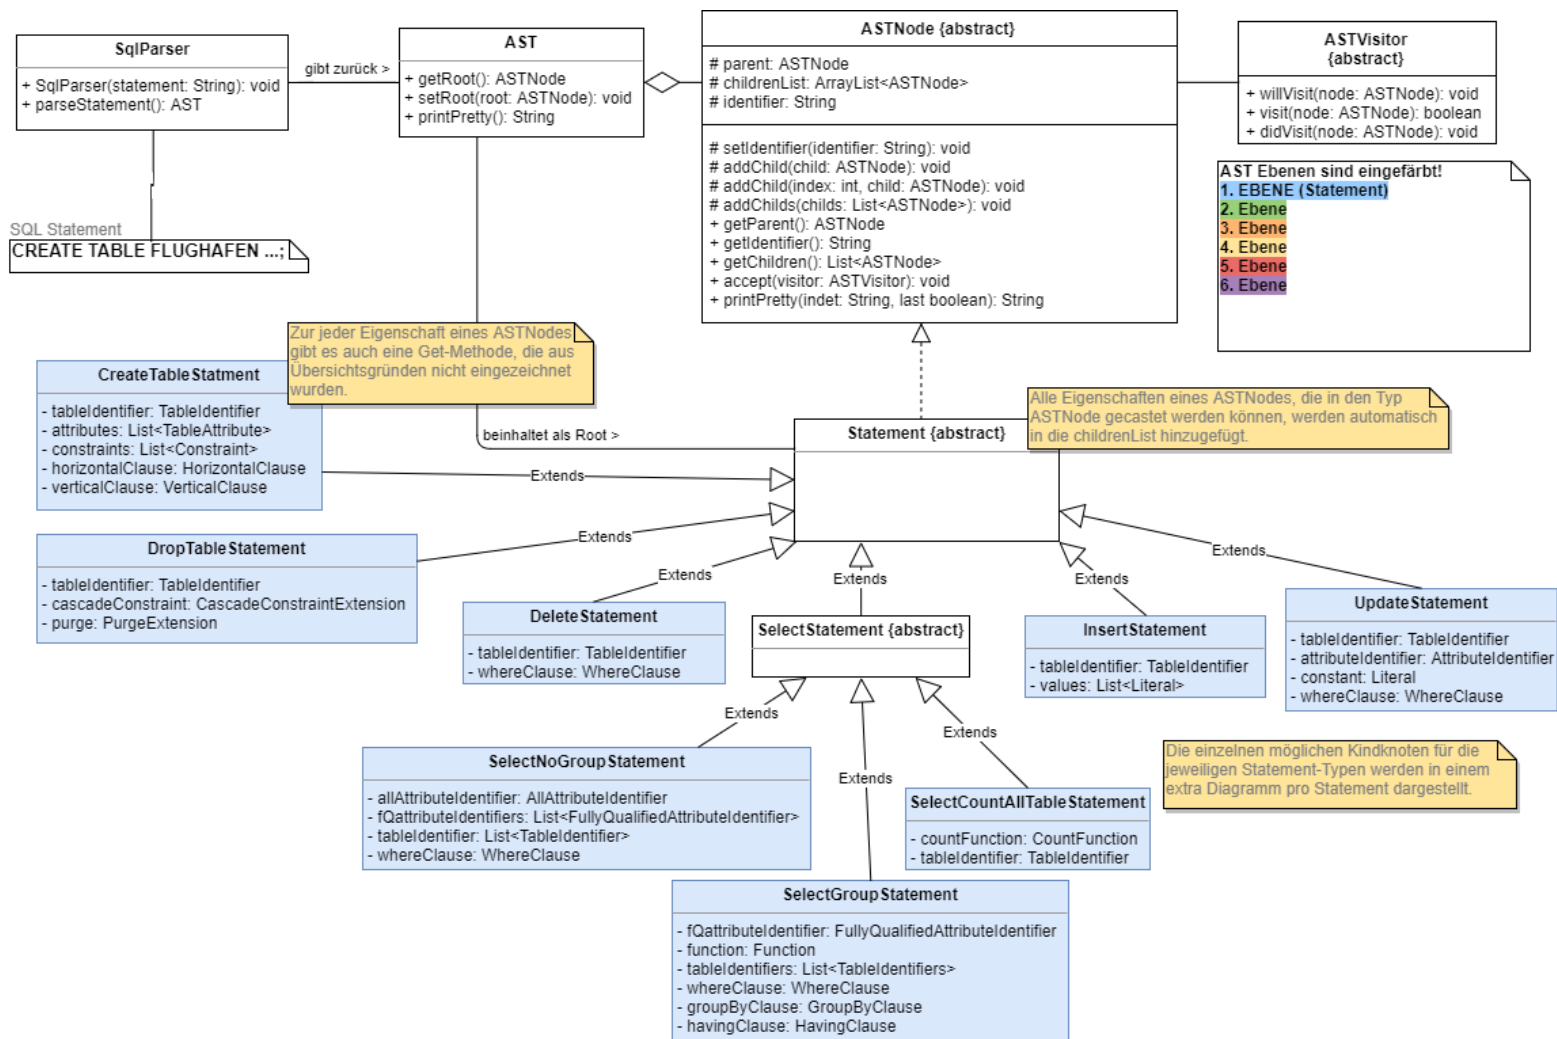 SqlParser
+ SqlParser(statement: String): void
+ parseStatement(): AST
gibt zurück >
AST
+ getRoot(): ASTNode
+ setRoot(root: ASTNode): void
+ printPretty(): String
ASTNode {abstract}
# parent: ASTNode
# childrenList: ArrayList<ASTNode>
# identifier: String
# setIdentifier(identifier: String): void
# addChild(child: ASTNode): void
# addChild(index: int, child: ASTNode): void
# addChilds(childs: List<ASTNode>): void
+ getParent(): ASTNode
+ getIdentifier(): String
+ getChildren(): List<ASTNode>
+ accept(visitor: ASTVisitor): void
+ printPretty(indet: String, last boolean): String
ASTVisitor
{abstract}
+ willVisit(node: ASTNode): void
+ visit(node: ASTNode): boolean
+ didVisit(node: ASTNode): void
AST Ebenen sind eingefärbt!
1. EBENE (Statement)
2. Ebene
3. Ebene
4. Ebene
5. Ebene
6. Ebene
SQL Statement
CREATE TABLE FLUGHAFEN ...;
Zur jeder Eigenschaft eines ASTNodes
gibt es auch eine Get-Methode, die aus
Übersichtsgründen nicht eingezeichnet
wurden.
CreateTableStatment
- tableIdentifier: TableIdentifier
- attributes: List<TableAttribute>
- constraints: List<Constraint>
- horizontalClause: HorizontalClause
- verticalClause: VerticalClause
beinhaltet als Root >
Statement {abstract}
Alle Eigenschaften eines ASTNodes, die in den Typ
ASTNode gecastet werden können, werden automatisch
in die childrenList hinzugefügt.
Extends
Extends
Extends
Extends
Extends
Extends
DropTableStatement
- tableIdentifier: TableIdentifier
- cascadeConstraint: CascadeConstraintExtension
- purge: PurgeExtension
DeleteStatement
- tableIdentifier: TableIdentifier
- whereClause: WhereClause
SelectStatement {abstract}
InsertStatement
- tableIdentifier: TableIdentifier
- values: List<Literal>
UpdateStatement
- tableIdentifier: TableIdentifier
- attributeIdentifier: AttributeIdentifier
- constant: Literal
- whereClause: WhereClause
Extends
Extends
Extends
SelectNoGroupStatement
- allAttributeIdentifier: AllAttributeIdentifier
- fQattributeIdentifiers: List<FullyQualifiedAttributeIdentifier>
- tableIdentifier: List<TableIdentifier>
- whereClause: WhereClause
SelectCountAllTableStatement
- countFunction: CountFunction
- tableIdentifier: TableIdentifier
Die einzelnen möglichen Kindknoten für die
jeweiligen Statement-Typen werden in einem
extra Diagramm pro Statement dargestellt.
SelectGroupStatement
- fQattributeIdentifier: FullyQualifiedAttributeIdentifier
- function: Function
- tableIdentifiers: List<TableIdentifiers>
- whereClause: WhereClause
- groupByClause: GroupByClause
- havingClause: HavingClause